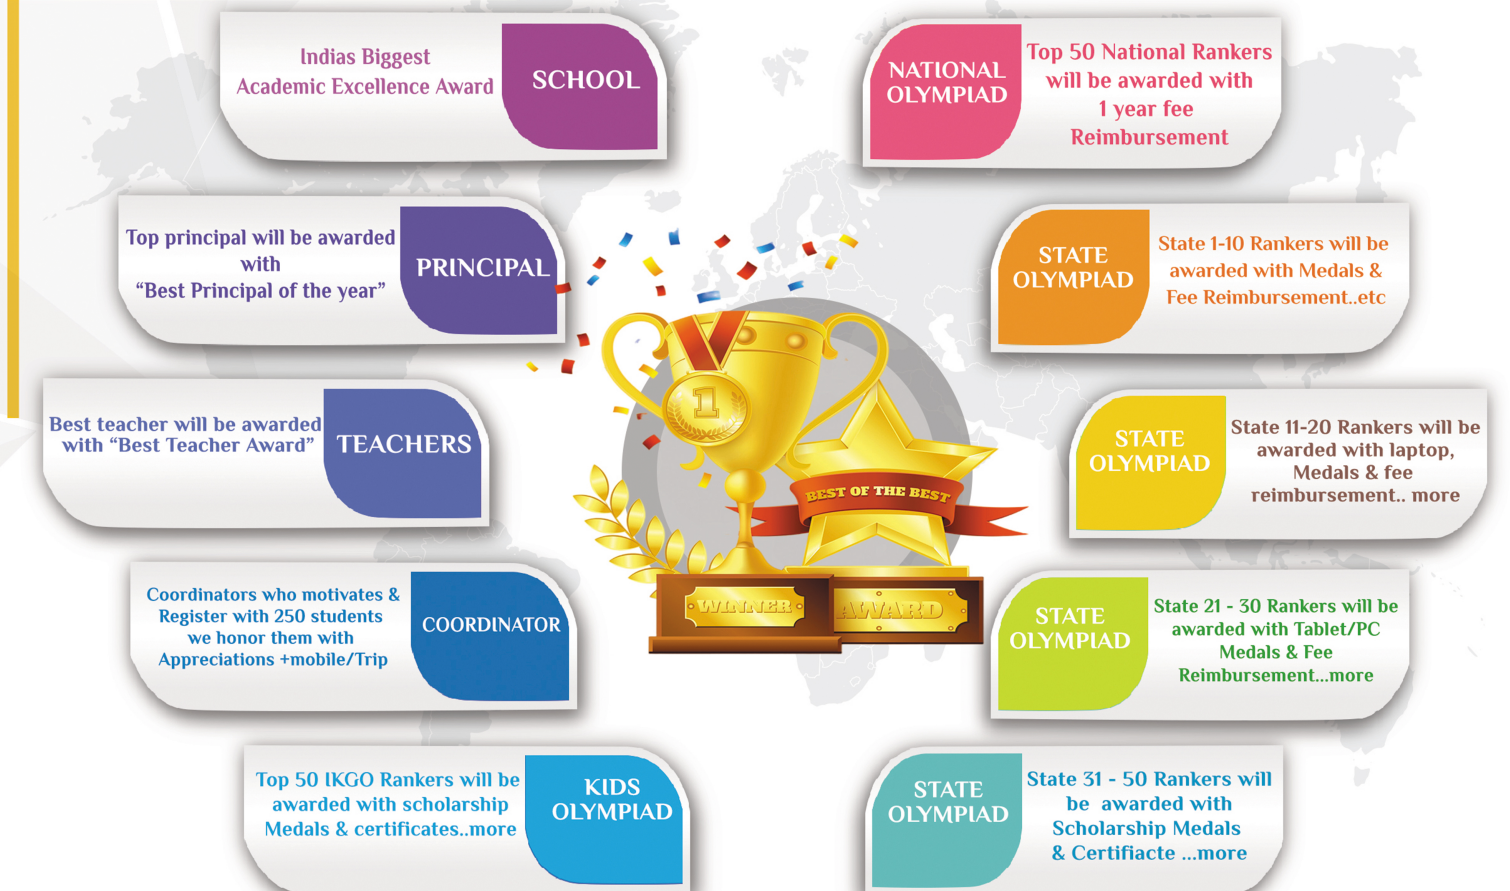 Indias Biggest
Academic Excellence Award
SCHOOL
Top principal will be awarded
with
“Best Principal of the year”
PRINCIPAL
Best teacher will be awarded
with “Best Teacher Award”
TEACHERS
Coordinators who motivates &
Register with 250 students
we honor them with
Appreciations +mobile/Trip
COORDINATOR
Top 50 IKGO Rankers will be
awarded with scholarship
Medals & certificates..more
KIDS
OLYMPIAD
1
BEST OF THE BEST
WINNER
AWARD
NATIONAL
OLYMPIAD
Top 50 National Rankers
will be awarded with
1 year fee
Reimbursement
STATE
OLYMPIAD
State 1-10 Rankers will be
awarded with Medals &
Fee Reimbursement..etc
STATE
OLYMPIAD
State 11-20 Rankers will be
awarded with laptop,
Medals & fee
reimbursement.. more
STATE
OLYMPIAD
State 21 - 30 Rankers will be
awarded with Tablet/PC
Medals & Fee
Reimbursement...more
STATE
OLYMPIAD
State 31 - 50 Rankers will
be awarded with
Scholarship Medals
& Certifiacte ...more